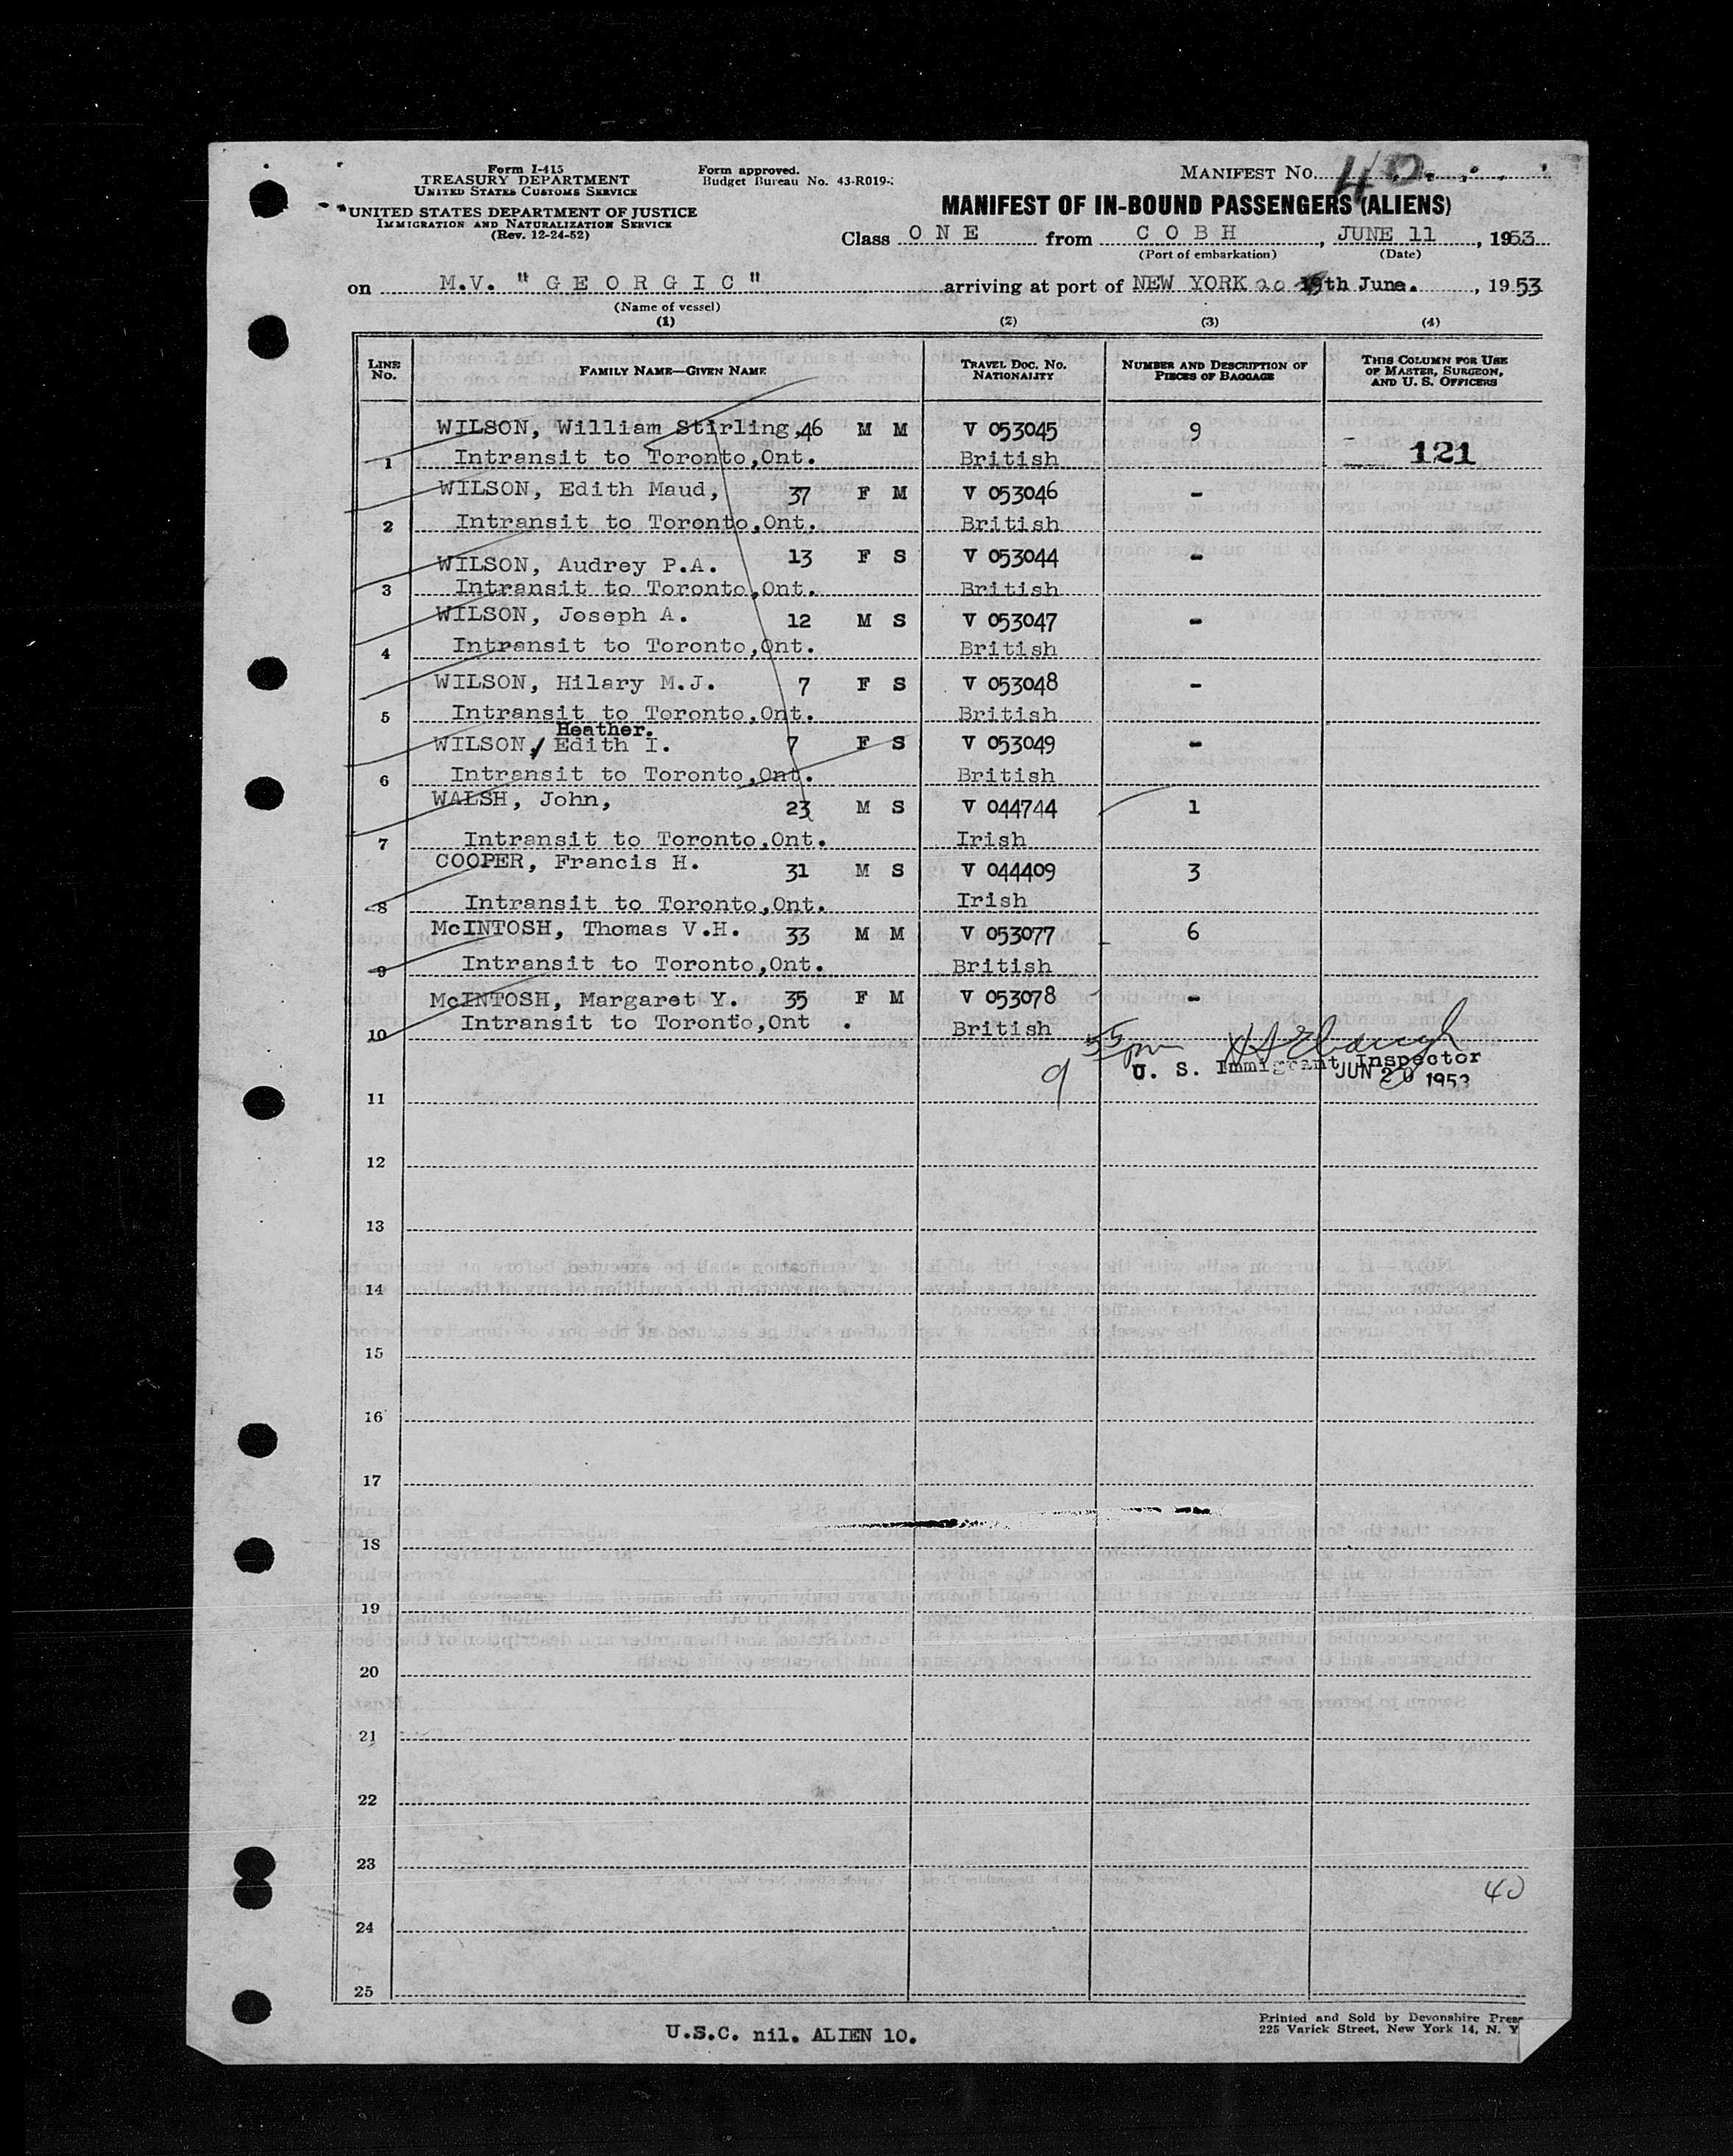 Form I-415
TREASURY DEPARTMENT
UNITED STATES CUSTOMS SERVICE
UNITED STATES DEPARTMENT OF JUSTICE
IMMIGRATION AND NATURALIZATION SERVICE
(Rev. 12-24-52)
Form approved.
Budget Bureau No. 43-R019-
MANIFEST NO. 40
MANIFEST OF IN-BOUND PASSENGERS (ALIENS)
Class O N E from C O B H, JUNE 11, 1953
(Port of embarkation) (Date)
on M.V. " G E O R G I C " arriving at port of NEW YORK 20 19th June., 1953
(Name of vessel)
(1) (2) (3) (4)
LINE NO. FAMILY NAME—GIVEN NAME TRAVEL DOC. NO. NATIONALITY NUMBER AND DESCRIPTION OF PIECES OF BAGGAGE THIS COLUMN FOR USE OF MASTER, SURGEON, AND U. S. OFFICERS
WILSON, William Stirling, 46 M M V 053045 9
1 Intransit to Toronto,Ont. British 121
WILSON, Edith Maud, 37 F M V 053046 -
2 Intransit to Toronto,Ont. British
WILSON, Audrey P.A. 13 F S V 053044 -
3 Intransit to Toronto,Ont. British
WILSON, Joseph A. 12 M S V 053047 -
4 Intransit to Toronto,Ont. British
WILSON, Hilary M.J. 7 F S V 053048 -
5 Intransit to Toronto,Ont. British
Heather.
WILSON,/ Edith I. 7 F S V 053049 -
6 Intransit to Toronto,Ont. British
WALSH, John, 23 M S V 044744 1
7 Intransit to Toronto,Ont. Irish
COOPER, Francis H. 31 M S V 044409 3
8 Intransit to Toronto,Ont. Irish
McINTOSH, Thomas V.H. 33 M M V 053077 6
9 Intransit to Toronto,Ont. British
McINTOSH, Margaret Y. 35 F M V 053078 -
10 Intransit to Toronto,Ont . British
9 55 pm
U. S. Immigrant Inspector
JUN 20 1953
11
12
13
14
15
16
17
18
19
20
21
22
23
40
24
25
U.S.C. nil. ALIEN 10.
Printed and Sold by Devonshire Press
225 Varick Street, New York 14, N. Y